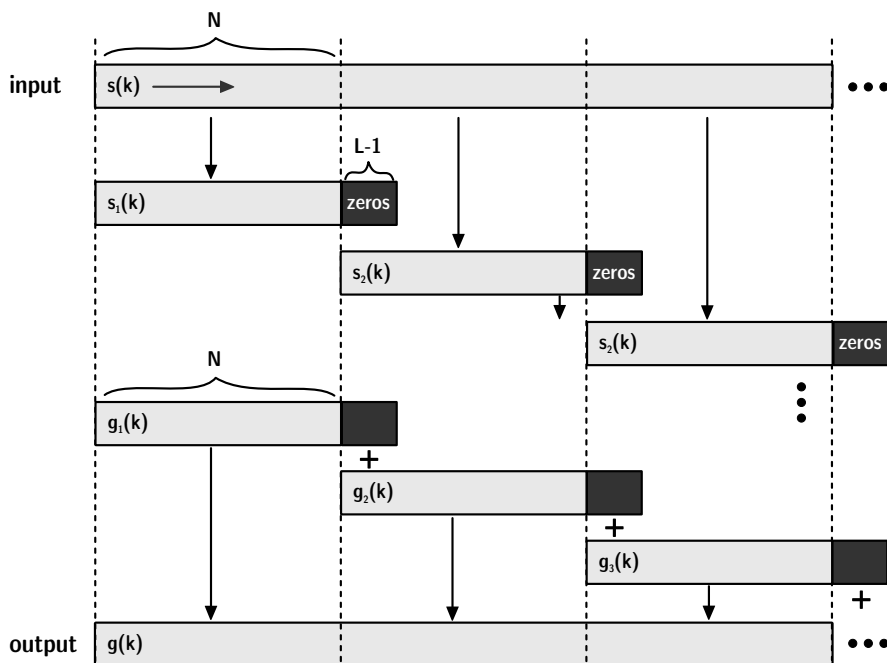 N
input
s(k)
L-1
s₁(k)
zeros
s₂(k)
zeros
s₂(k)
zeros
N
g₁(k)
+
g₂(k)
+
g₃(k)
+
output
g(k)